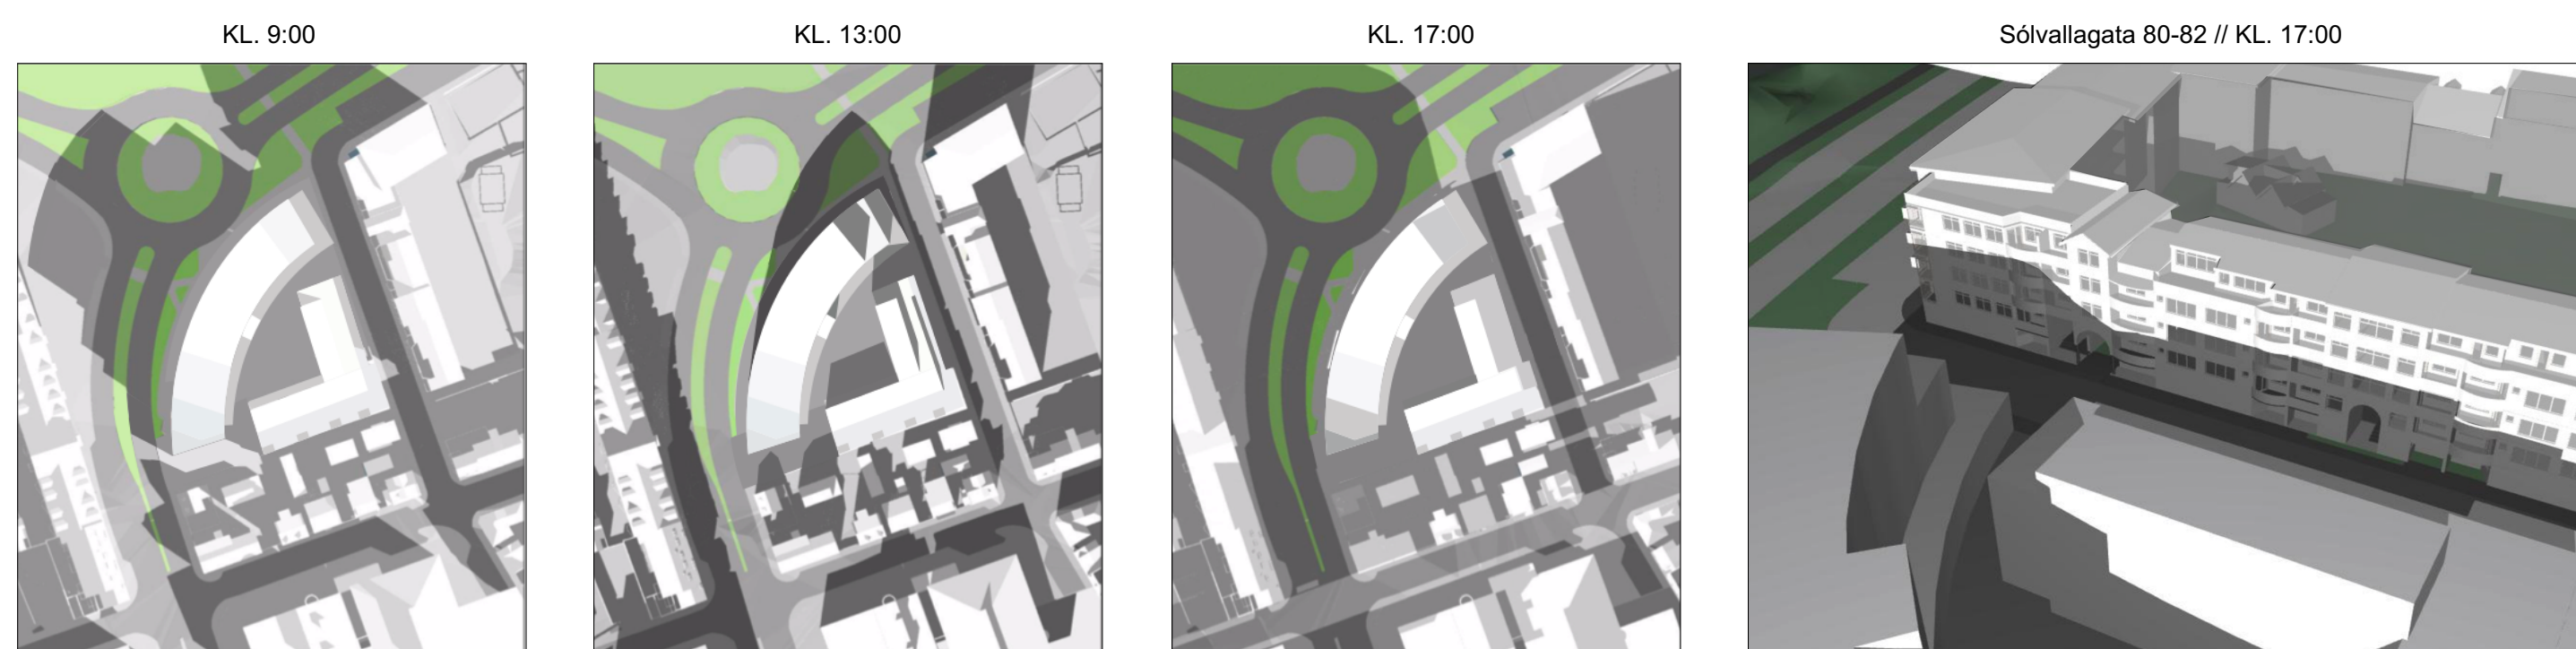 KL. 9:00
KL. 13:00
KL. 17:00
Sólvallagata 80-82 // KL. 17:00